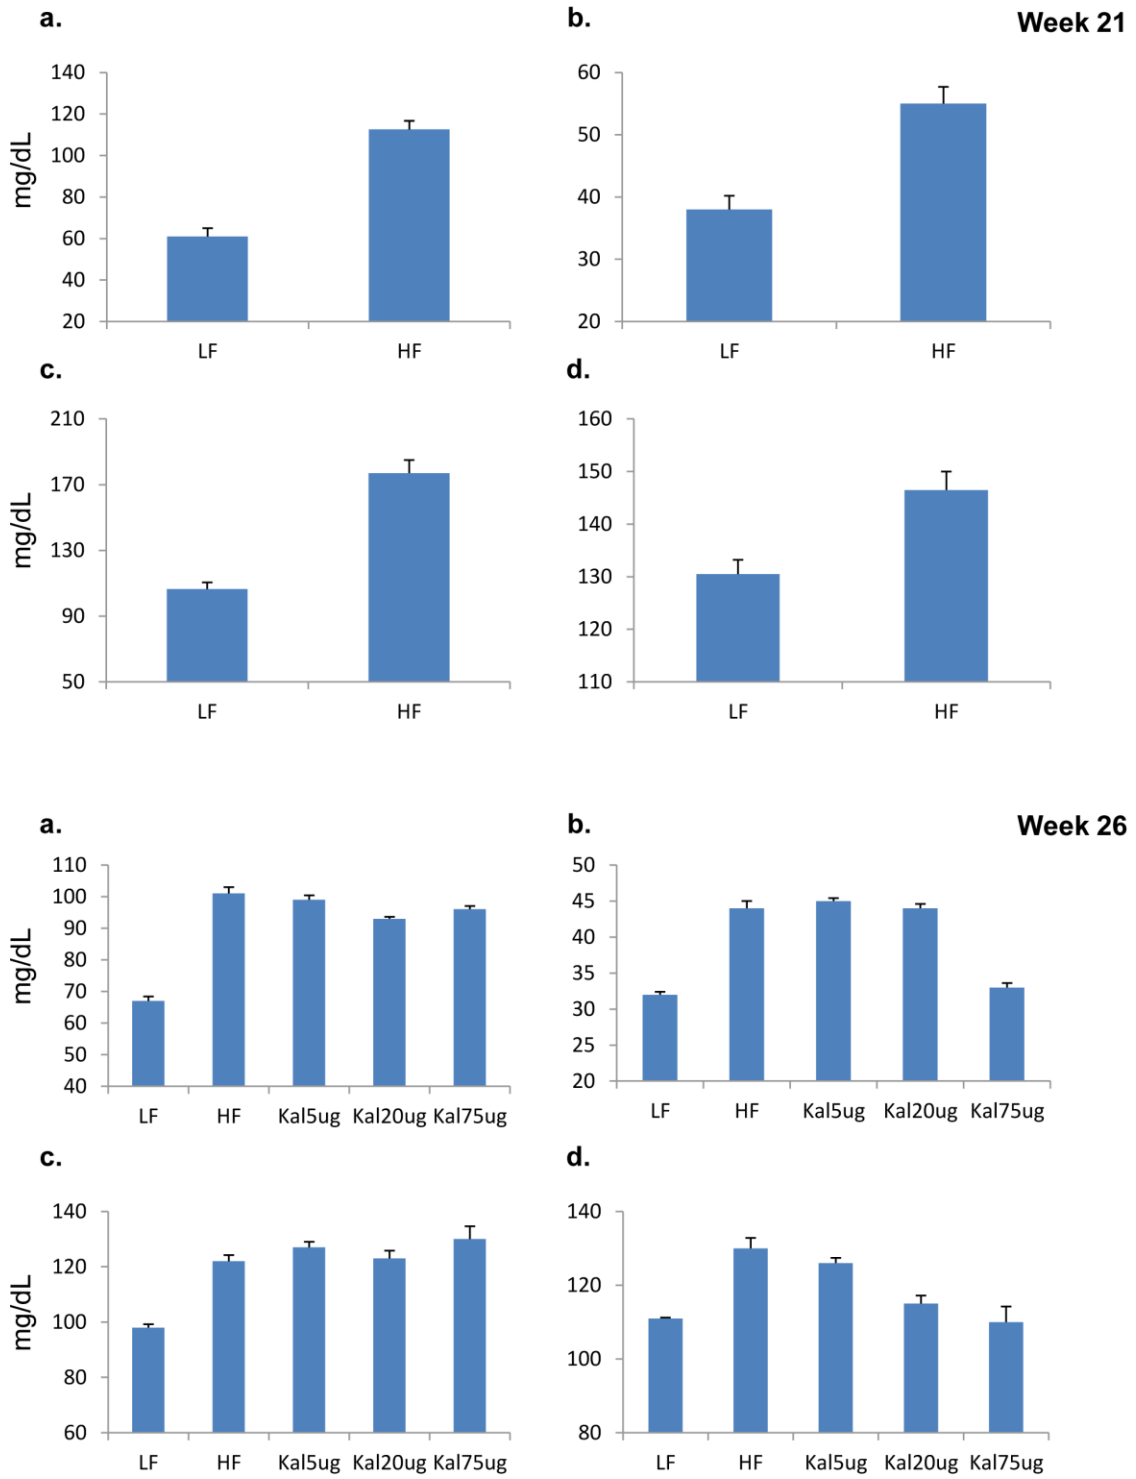 a.
b.
Week 21
140
120
100
80
60
40
20
mg/dL
LF
HF
60
50
40
30
20
LF
HF
c.
d.
210
170
130
90
50
mg/dL
LF
HF
160
150
140
130
120
110
LF
HF
a.
b.
Week 26
110
100
90
80
70
60
50
40
mg/dL
LF HF Kal5ug Kal20ug Kal75ug
50
45
40
35
30
25
20
LF HF Kal5ug Kal20ug Kal75ug
c.
d.
140
120
100
80
60
mg/dL
LF HF Kal5ug Kal20ug Kal75ug
140
120
100
80
LF HF Kal5ug Kal20ug Kal75ug